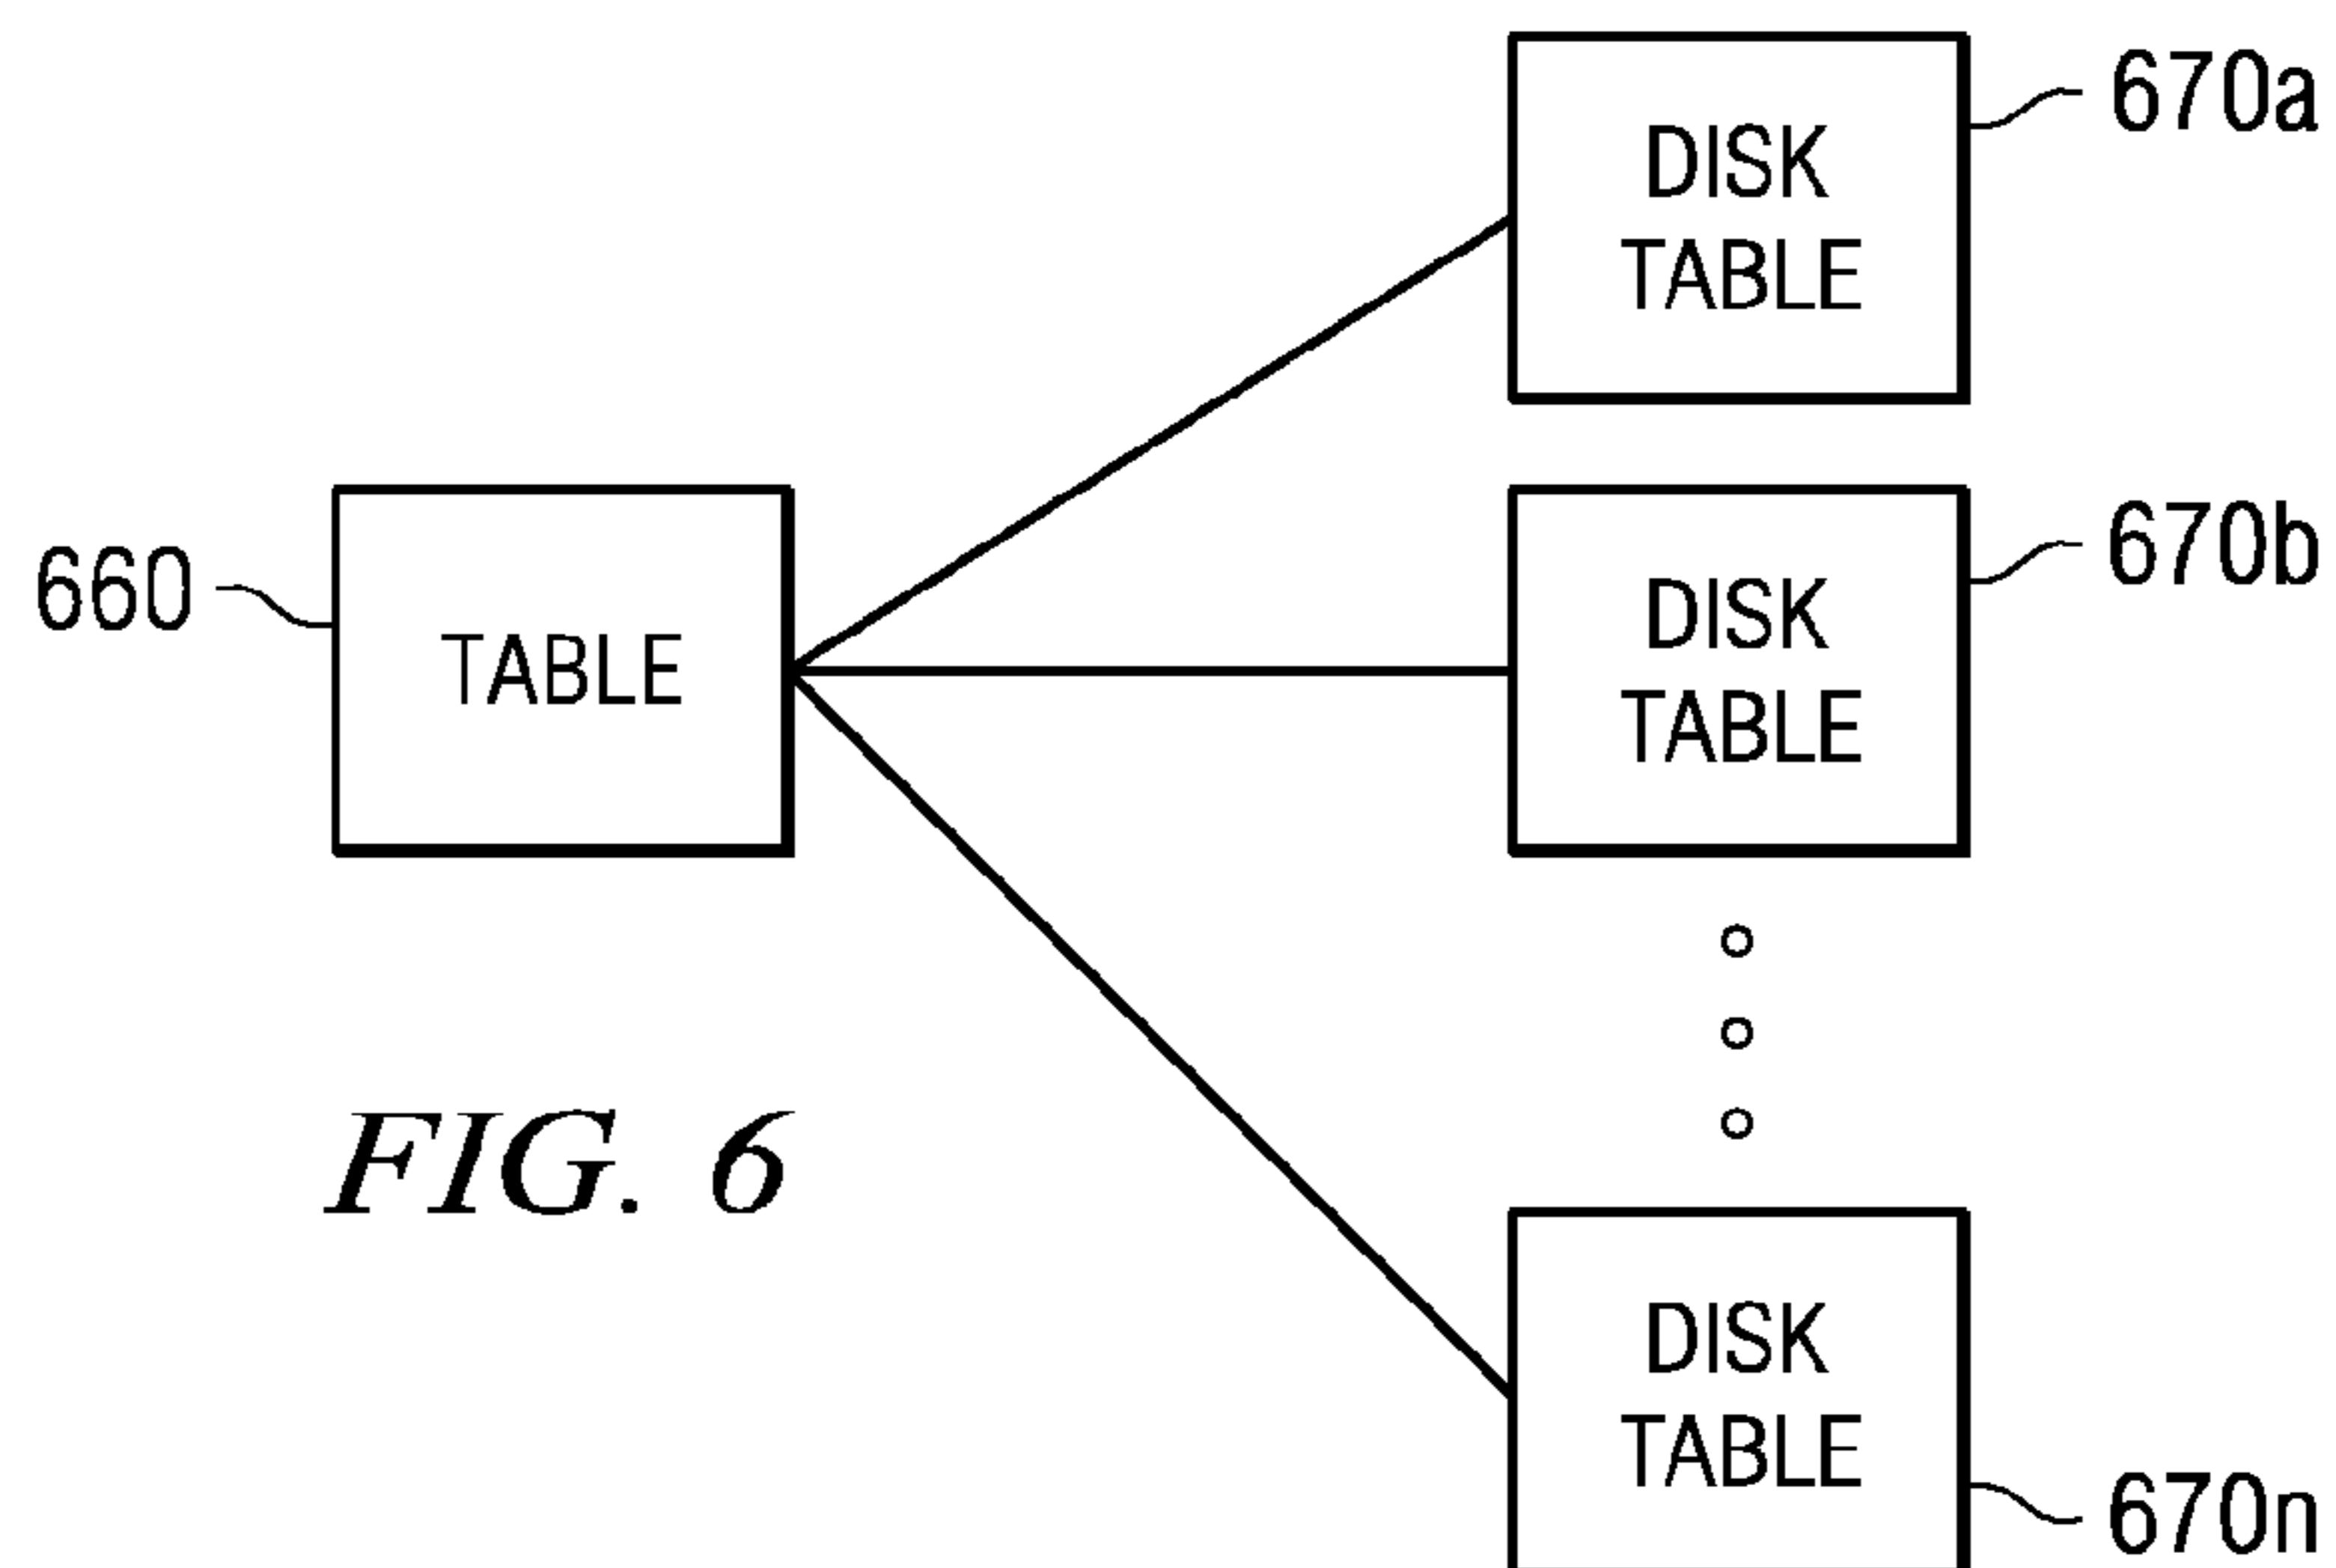 DISK
TABLE
670a
660
TABLE
DISK
TABLE
670b
FIG. 6
DISK
TABLE
670n